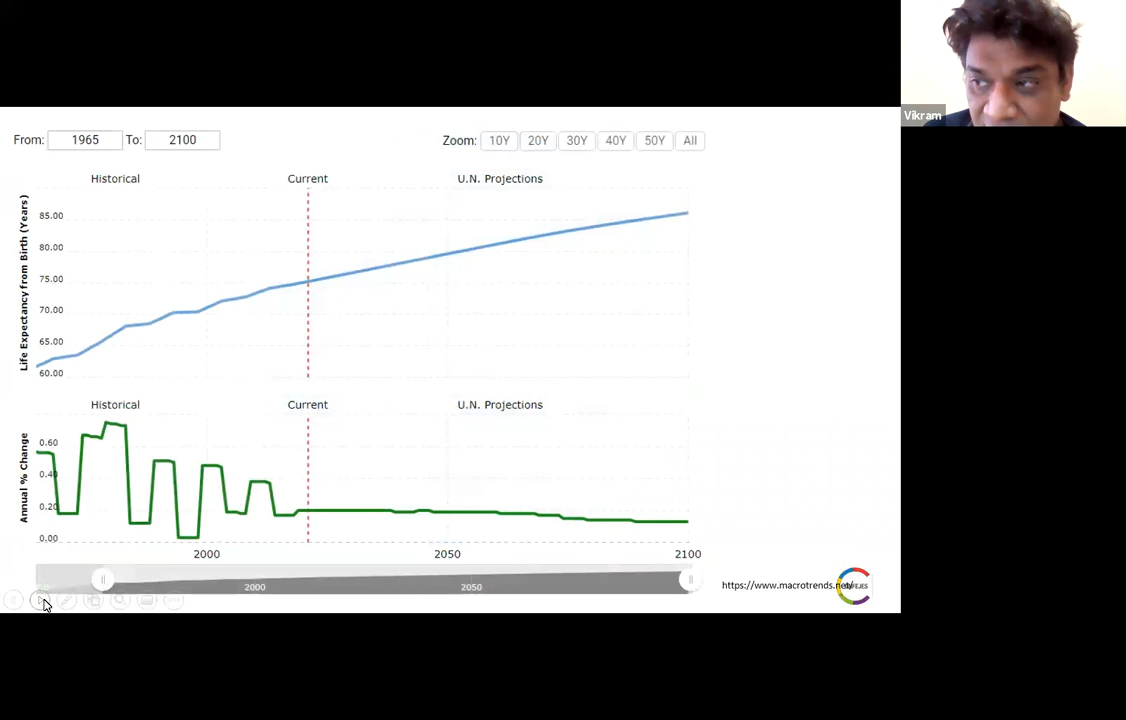 Vikram
From: 1965 To: 2100
Zoom: 10Y 20Y 30Y 40Y 50Y All
Historical Current U.N. Projections
Life Expectancy from Birth (Years)
85.00
80.00
75.00
70.00
65.00
60.00
Historical Current U.N. Projections
Annual % Change
0.60
0.40
0.20
0.00
2000 2050 2100
2000 2050
https://www.macrotrends.net/